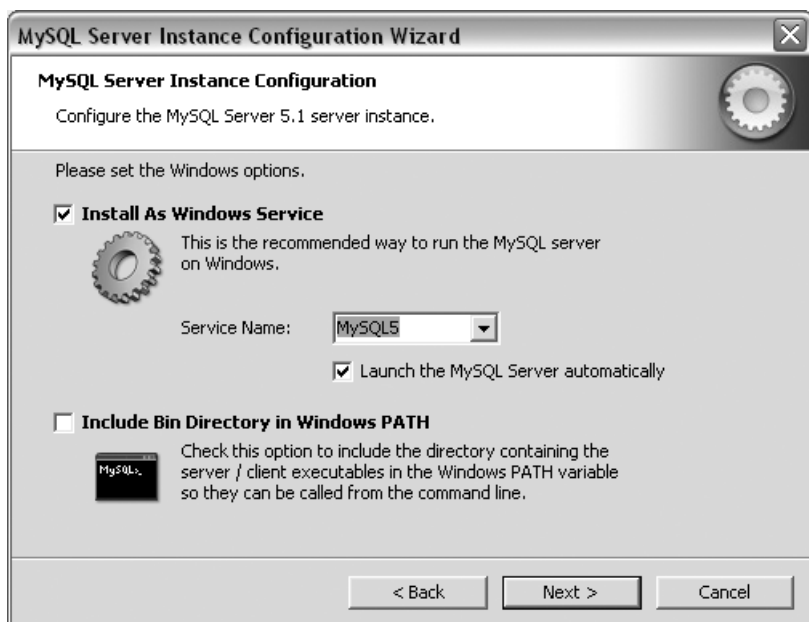 MySQL Server Instance Configuration Wizard
MySQL Server Instance Configuration
Configure the MySQL Server 5.1 server instance.
Please set the Windows options.
Install As Windows Service
This is the recommended way to run the MySQL server
on Windows.
Service Name: MySQL5
Launch the MySQL Server automatically
Include Bin Directory in Windows PATH
MySQL>_
Check this option to include the directory containing the
server / client executables in the Windows PATH variable
so they can be called from the command line.
< Back Next > Cancel